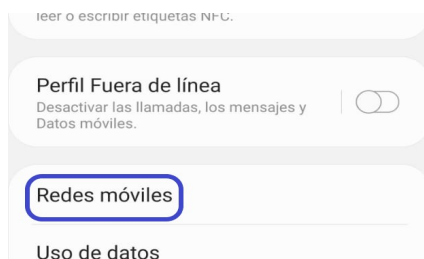 leer o escribir etiquetas NFC.
Perfil Fuera de línea
Desactivar las llamadas, los mensajes y
Datos móviles.
Redes móviles
Uso de datos